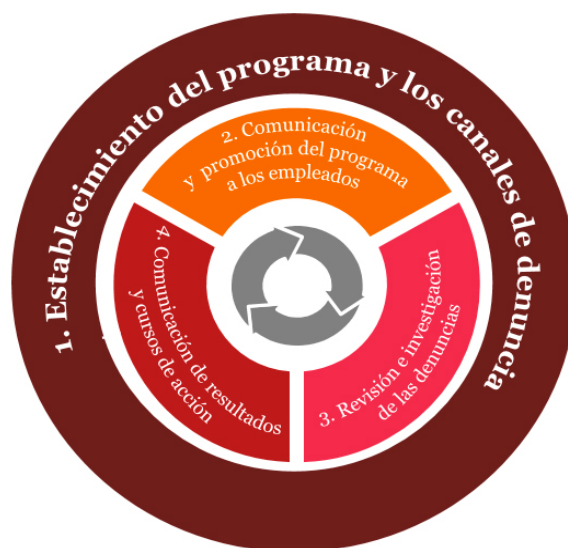 1. Establecimiento del programa y los canales de denuncia
2. Comunicación
y promoción del programa
a los empleados
3. Revisión e investigación
de las denuncias
4. Comunicación de resultados
y cursos de acción